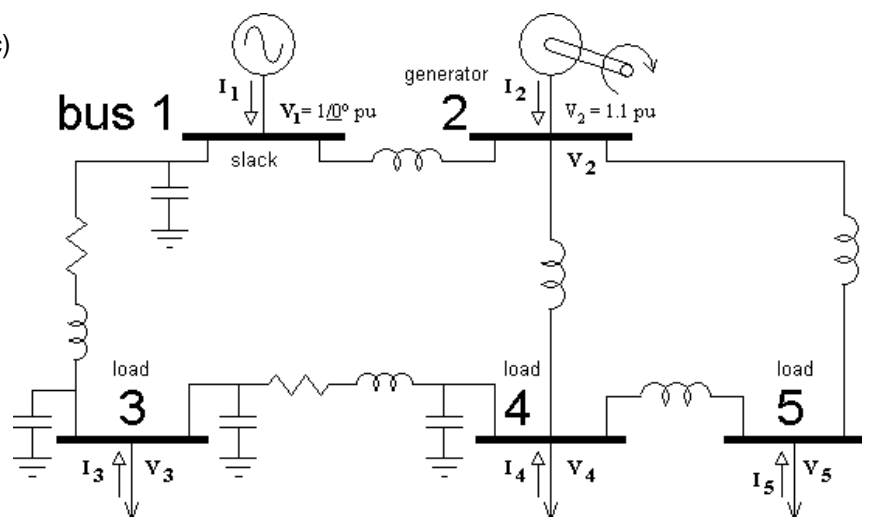 c)
generator
I1
I2
bus 1
V1= 1/0° pu
2
V2 = 1.1 pu
slack
V2
load
load
load
3
4
5
I3
V3
I4
V4
I5
V5